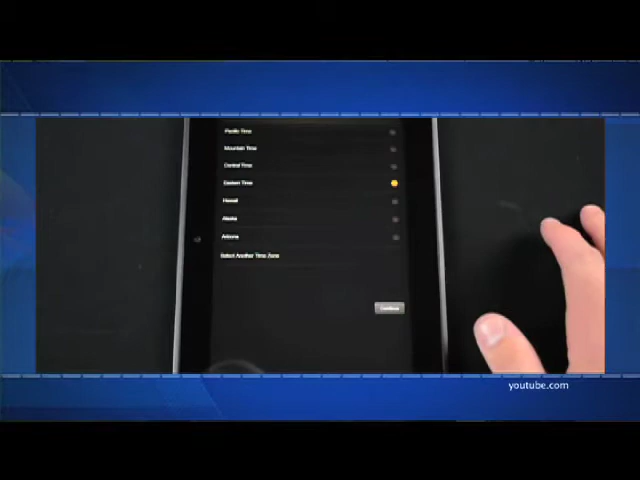 Pacific Time
Mountain Time
Central Time
Eastern Time
Hawaii
Alaska
Arizona
Select Another Time Zone
Continue
youtube.com